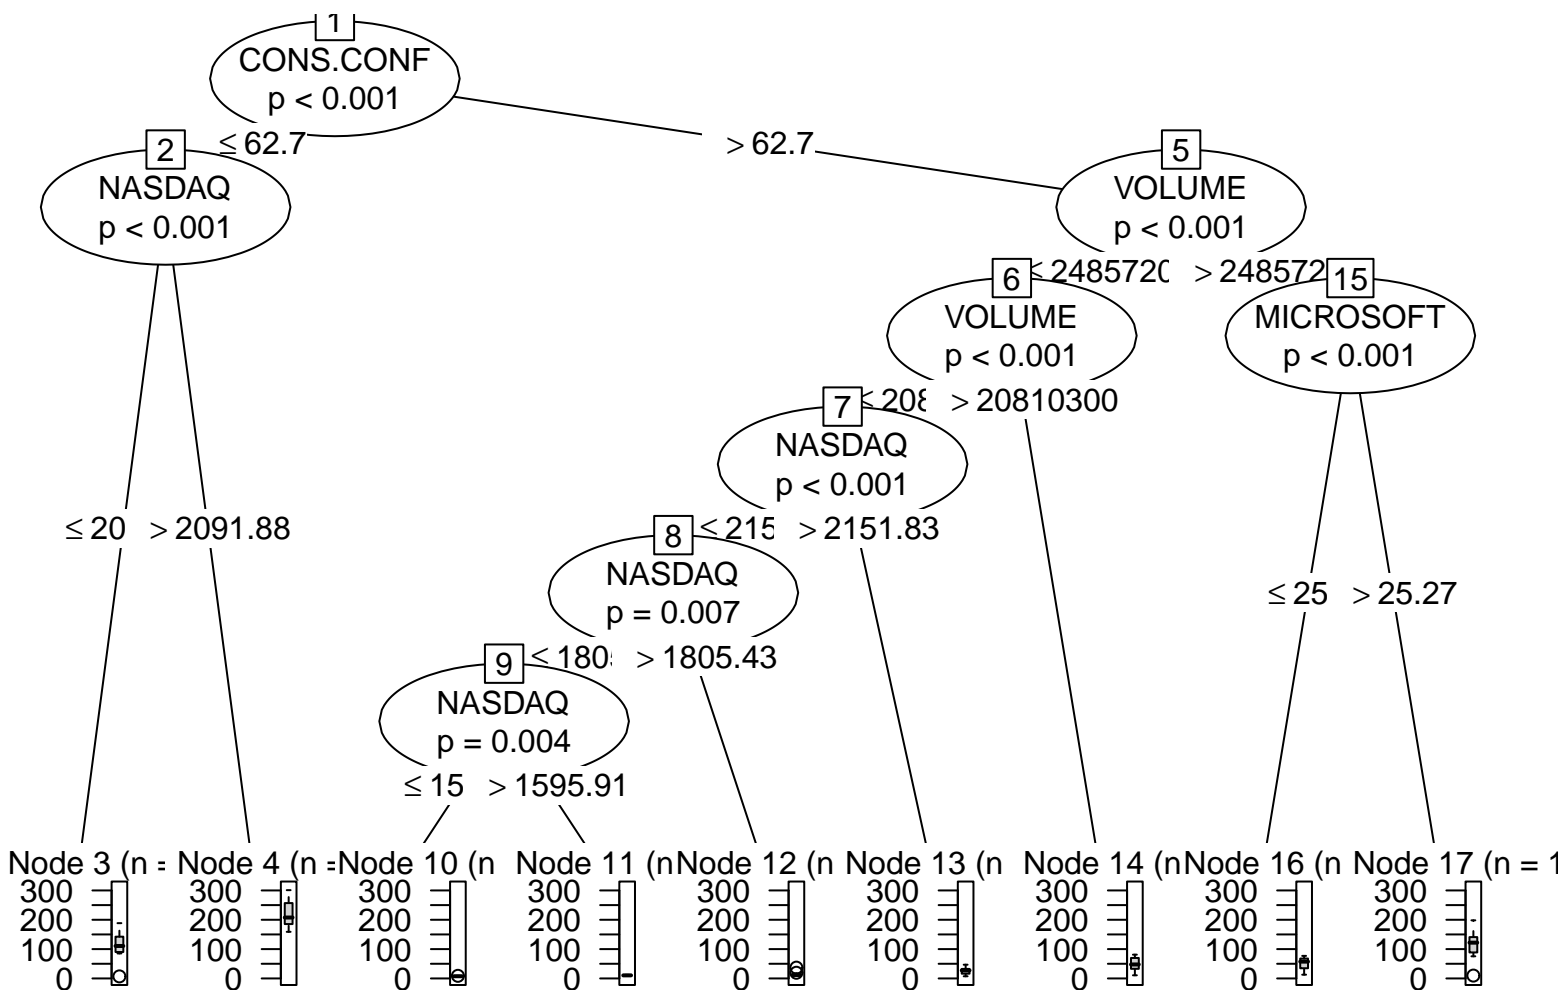 1
CONS.CONF
p < 0.001
≤ 62.7
> 62.7
2
NASDAQ
p < 0.001
5
VOLUME
p < 0.001
≤ 2485720
> 248572
6
VOLUME
p < 0.001
15
MICROSOFT
p < 0.001
≤ 208
> 20810300
7
NASDAQ
p < 0.001
≤ 20
> 2091.88
≤ 215
> 2151.83
8
NASDAQ
p = 0.007
≤ 25
> 25.27
≤ 180
> 1805.43
9
NASDAQ
p = 0.004
≤ 15
> 1595.91
Node 3 (n =
Node 4 (n =
Node 10 (n
Node 11 (n
Node 12 (n
Node 13 (n
Node 14 (n
Node 16 (n
Node 17 (n = 1
300 300 300 300 300 300 300 300 300
200 200 200 200 200 200 200 200 200
100 100 100 100 100 100 100 100 100
0 0 0 0 0 0 0 0 0